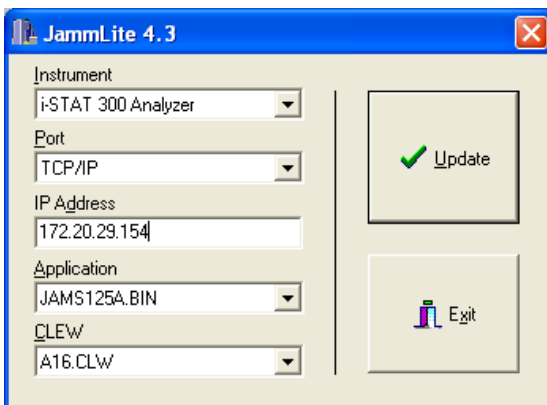 JammLite 4.3
Instrument
i-STAT 300 Analyzer
Port
TCP/IP
IP Address
172.20.29.154
Application
JAMS125A.BIN
CLEW
A16.CLW
Update
Exit